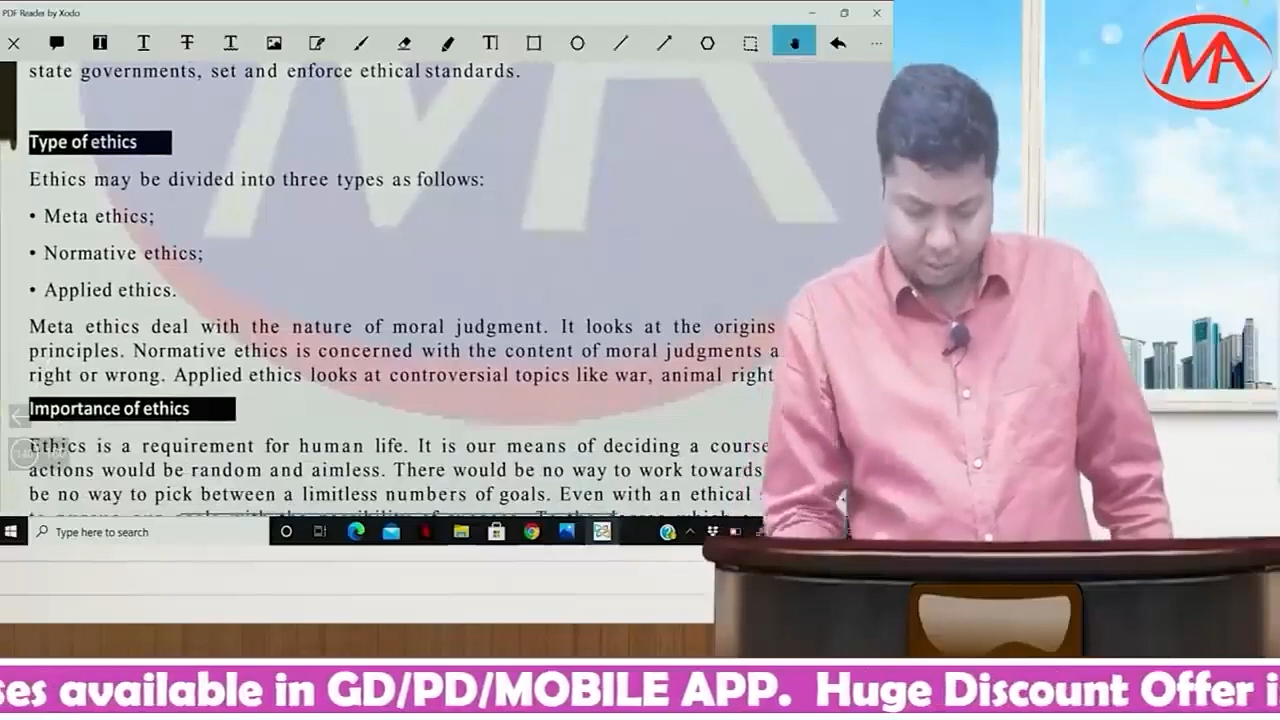 PDF Reader by Xodo
MA
state governments, set and enforce ethical standards.
Type of ethics
Ethics may be divided into three types as follows:
• Meta ethics;
• Normative ethics;
• Applied ethics.
Meta ethics deal with the nature of moral judgment. It looks at the origins
principles. Normative ethics is concerned with the content of moral judgments a
right or wrong. Applied ethics looks at controversial topics like war, animal right
Importance of ethics
Ethics is a requirement for human life. It is our means of deciding a course
actions would be random and aimless. There would be no way to work towards
be no way to pick between a limitless numbers of goals. Even with an ethical
Type here to search
ses available in GD/PD/MOBILE APP. Huge Discount Offer i